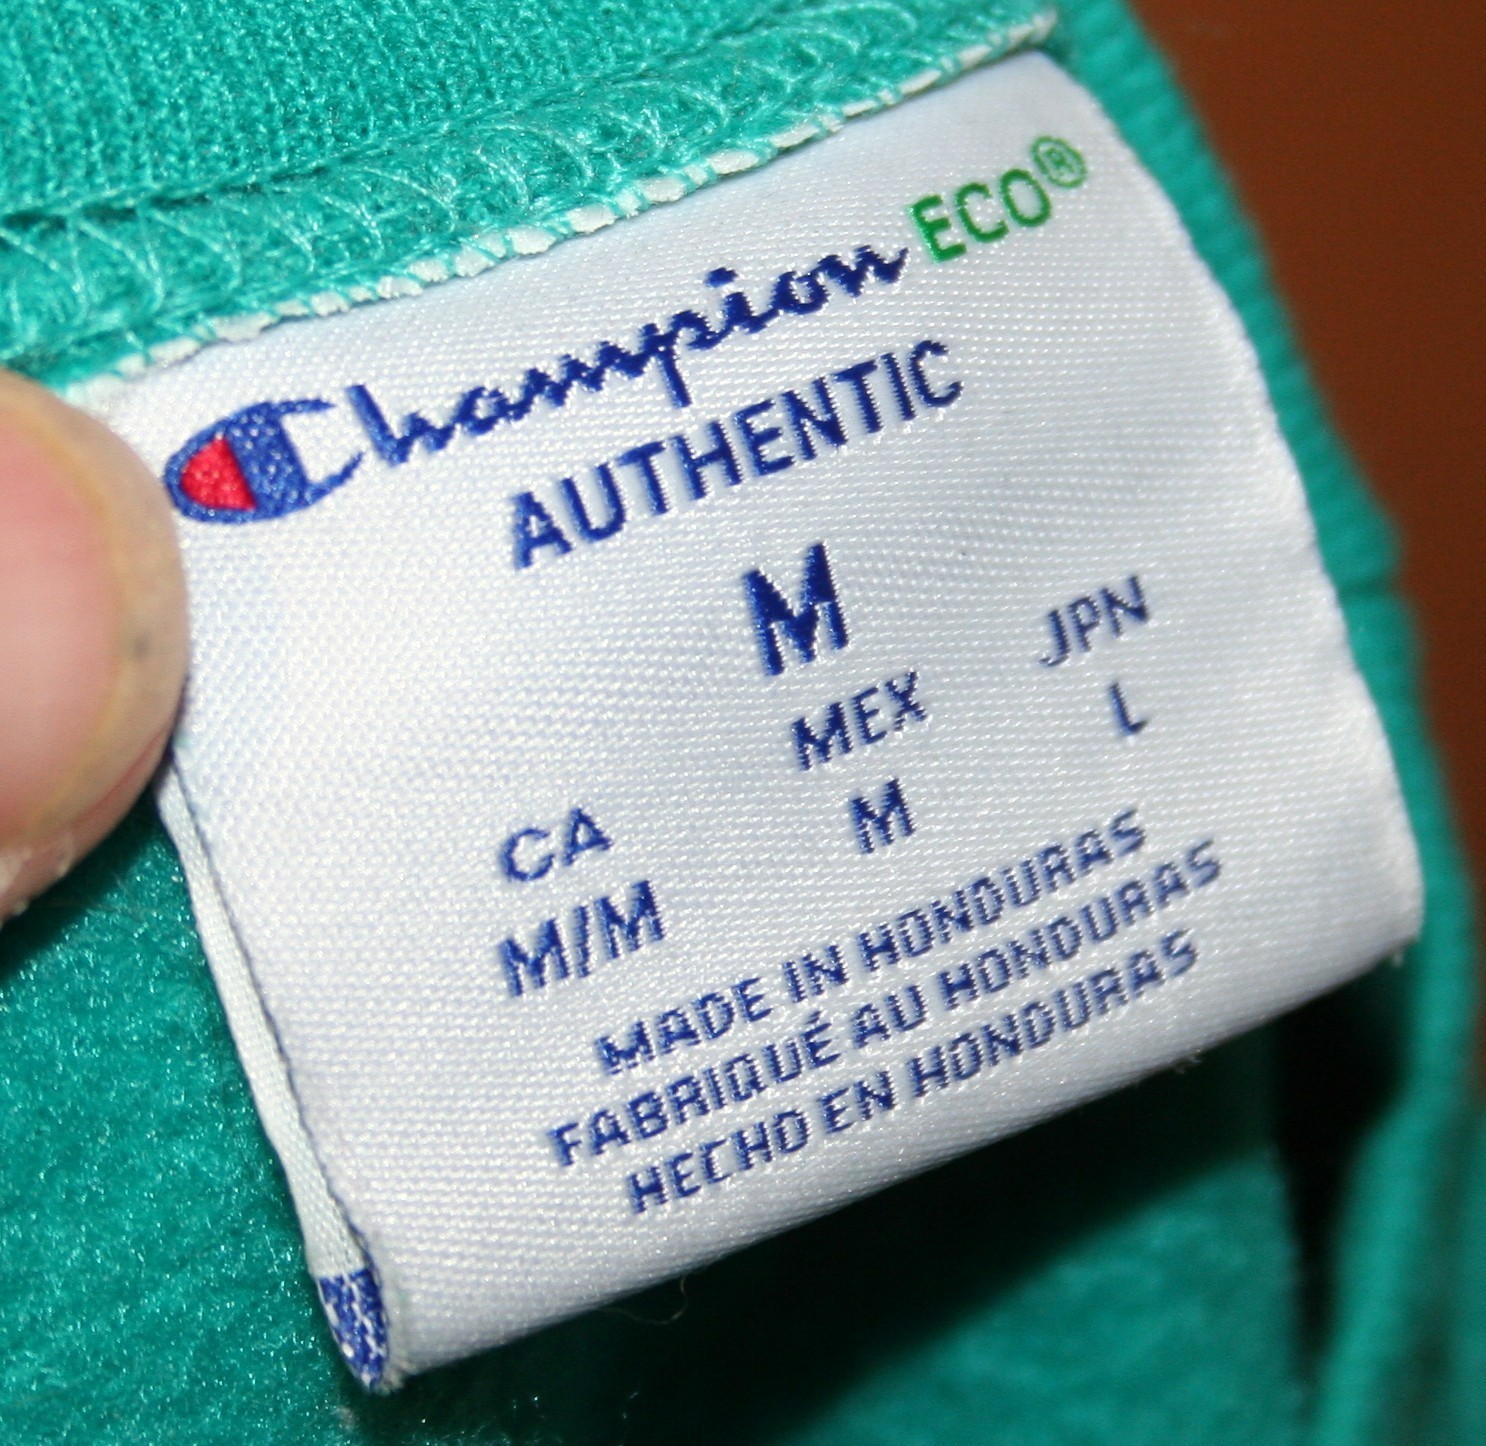 Champion ECO®
AUTHENTIC
M
CA MEX JPN
M/M M L
MADE IN HONDURAS
FABRIQUÉ AU HONDURAS
HECHO EN HONDURAS